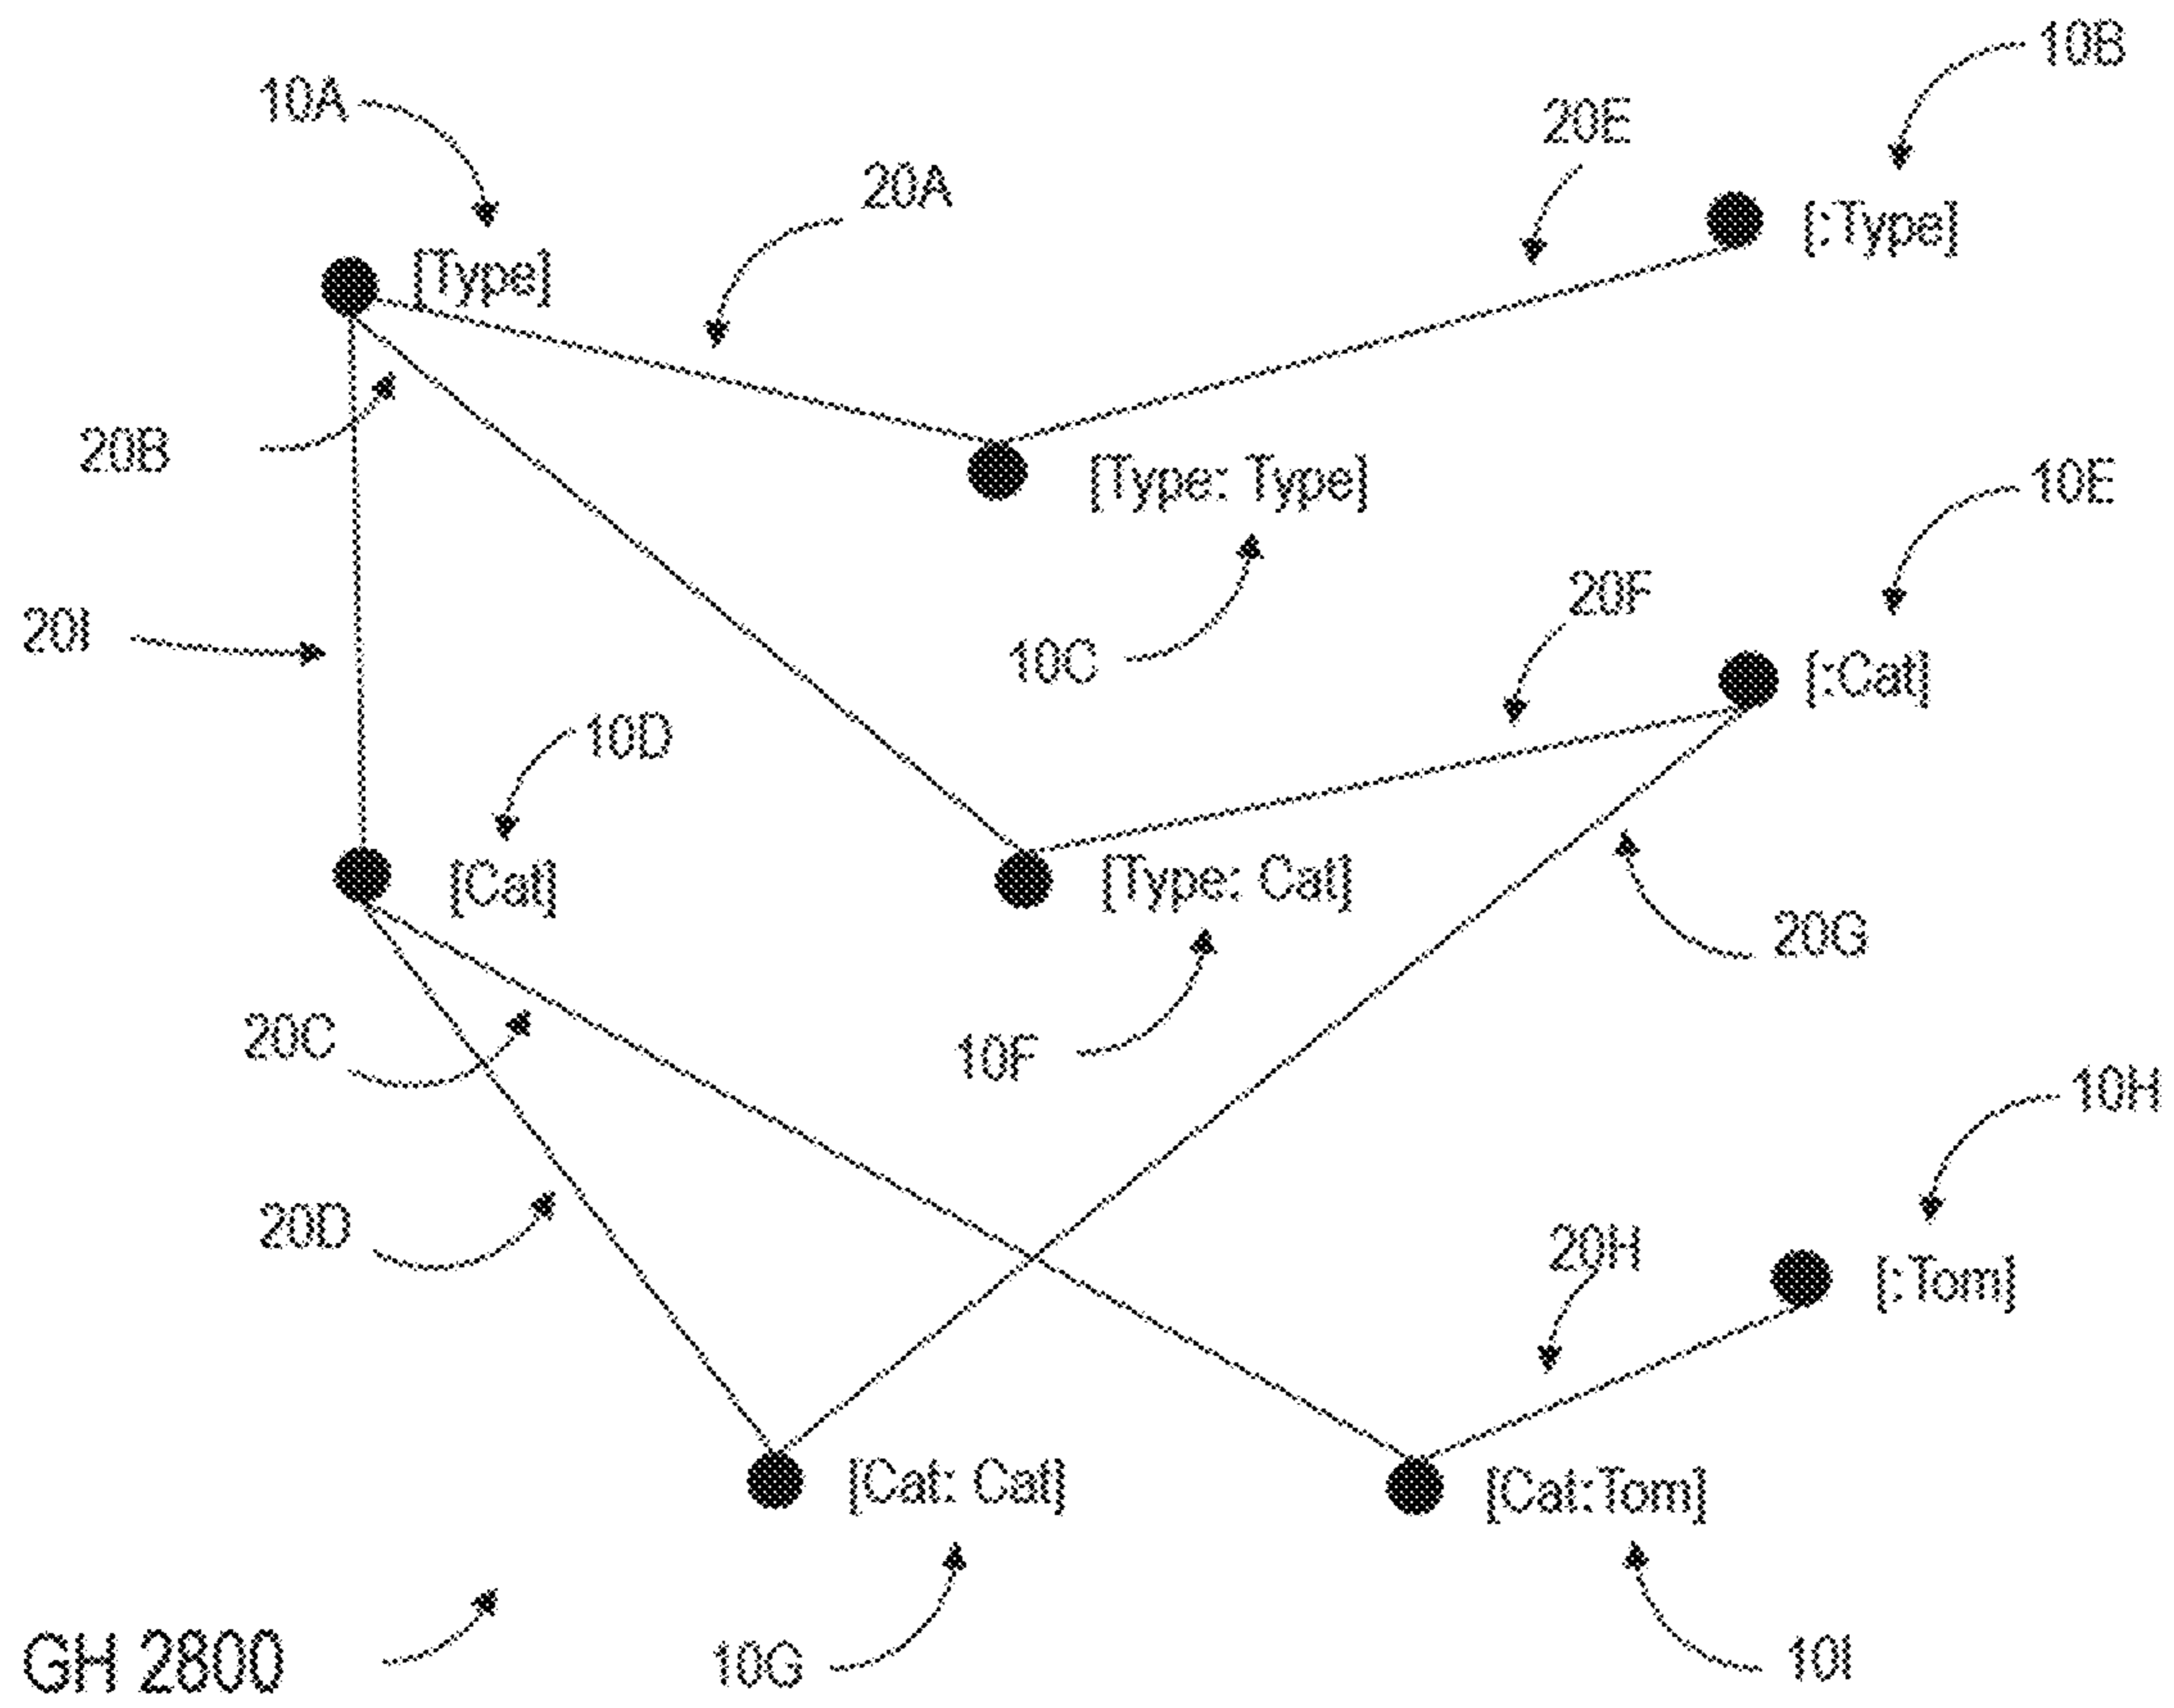 10B
10A
20E
20A
[:Type]
[Type]
20B
[Type: Type]
10E
20F
20I
10C
[:Cat]
10D
[Cat]
[Type: Cat]
20G
20C
10F
10H
20D
20H
[:Tom]
[Cat: Cat]
[Cat:Tom]
GH 2800
10G
10I